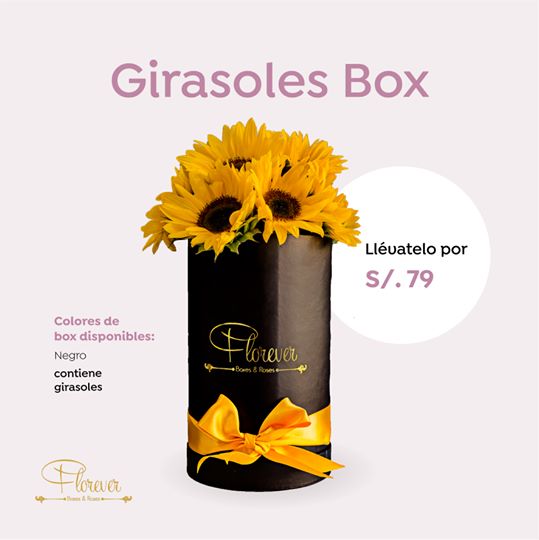 Girasoles Box
Llévatelo por
S/. 79
Colores de
box disponibles:
Negro
contiene
girasoles
Florever
Boxes & Roses
Florever
Boxes & Roses